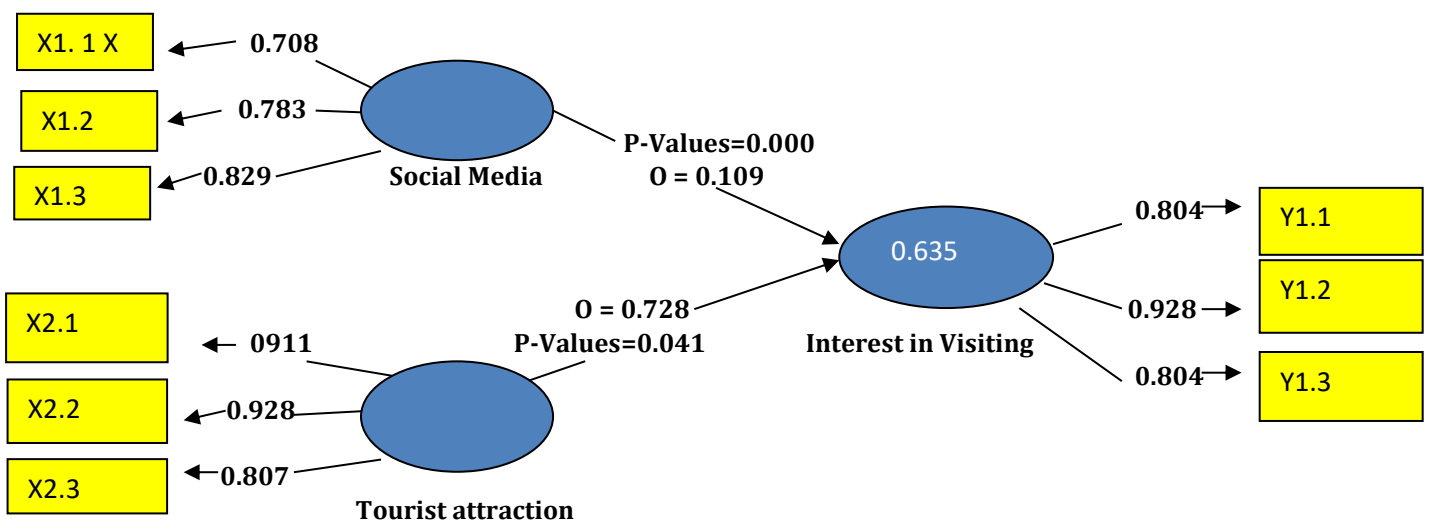 X1. 1 X
0.708
X1.2
0.783
X1.3
0.829
Social Media
P-Values=0.000
O = 0.109
0.635
Interest in Visiting
0.804
Y1.1
0.928
Y1.2
0.804
Y1.3
O = 0.728
P-Values=0.041
X2.1
0911
X2.2
0.928
X2.3
0.807
Tourist attraction